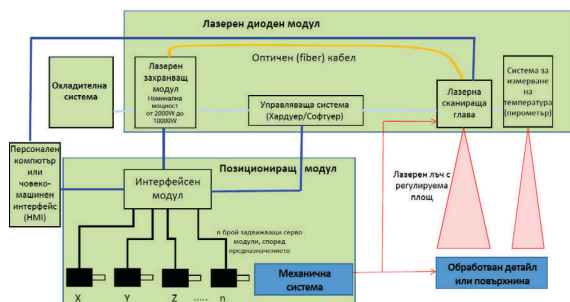 Лазерен диоден модул
Оптичен (fiber) кабел
Охладителна
система
Лазерен
захранващ
модул
Номинална
мощност
от 2000W до
10000W
Управляваща система
(Хардуер/Софтуер)
Лазерна
сканираща
глава
Система за
измерване
на
температура
(пирометър)
Персонален
компютър
или
човеко-
машинен
интерфейс
(HMI)
Позициониращ модул
Интерфейсен
модул
Лазерен лъч с
регулируема
площ
n брой задвижващи серво
модули, според
предназначението
Механична
система
Обработван детайл
или повърхнина
X Y Z ..... n